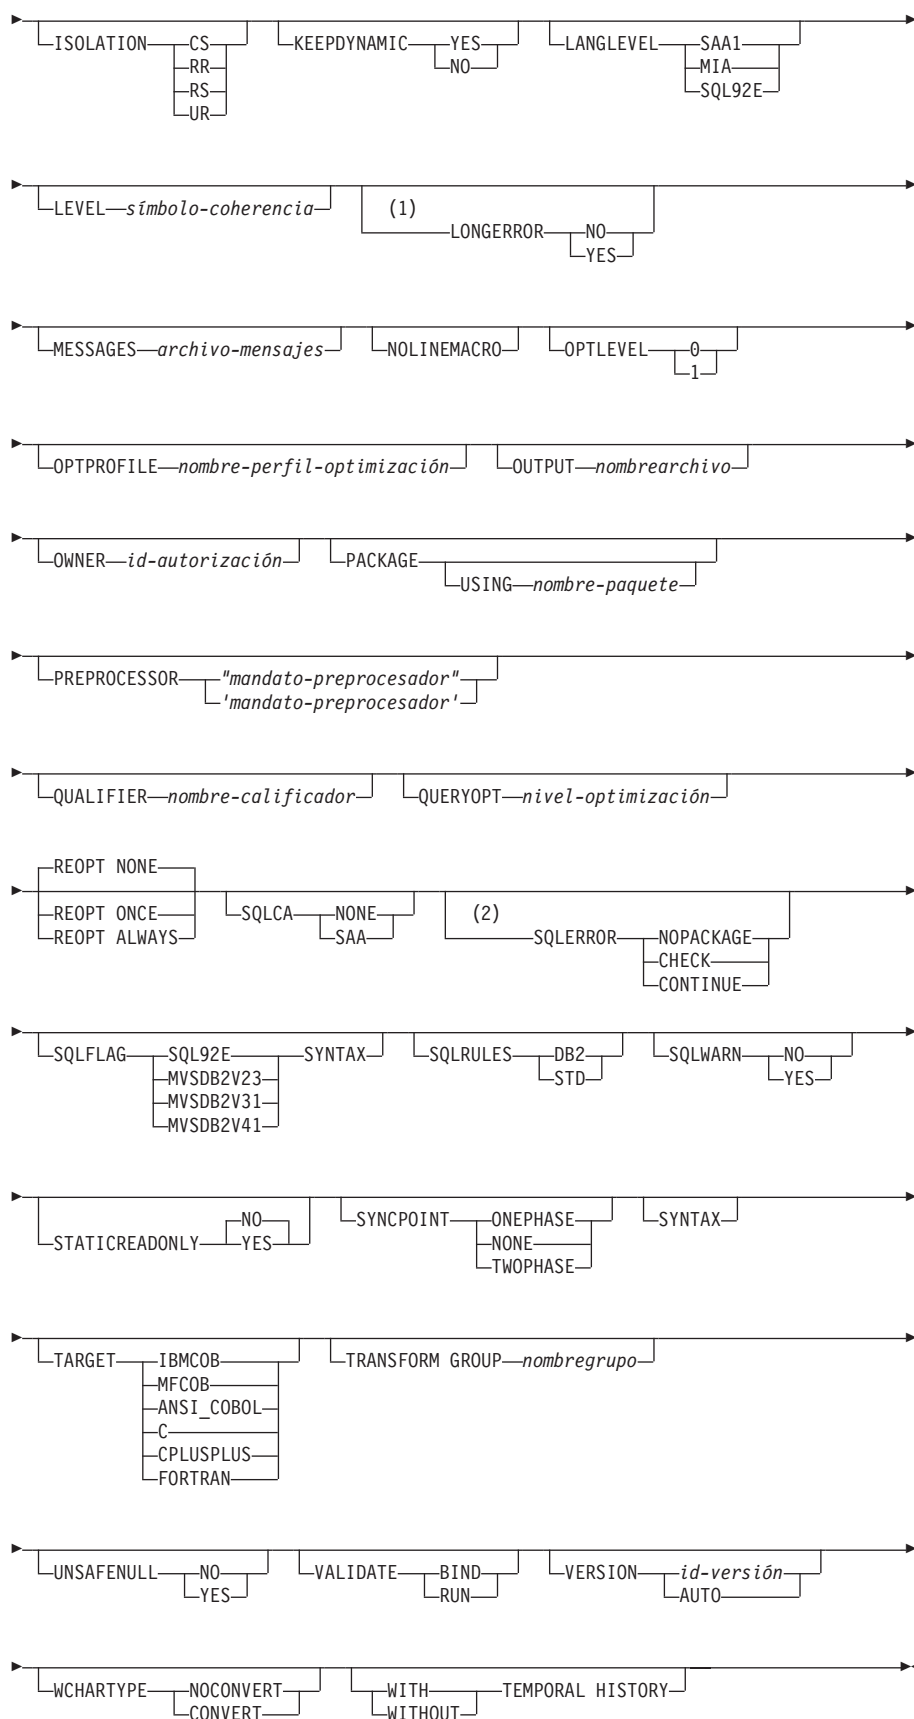 ISOLATION CS KEEPDYNAMIC YES LANGLEVEL SAA1
RR NO MIA
RS SQL92E
UR
LEVEL símbolo-coherencia (1)
LONGERROR NO
YES
MESSAGES archivo-mensajes NOLINEMACRO OPTLEVEL 0
1
OPTPROFILE nombre-perfil-optimización OUTPUT nombrearchivo
OWNER id-autorización PACKAGE
USING nombre-paquete
PREPROCESSOR "mandato-preprocesador"
'mandato-preprocesador'
QUALIFIER nombre-calificador QUERYOPT nivel-optimización
REOPT NONE
REOPT ONCE SQLCA NONE (2)
REOPT ALWAYS SAA SQLERROR NOPACKAGE
CHECK
CONTINUE
SQLFLAG SQL92E SYNTAX SQLRULES DB2 SQLWARN NO
MVSDB2V23 STD YES
MVSDB2V31
MVSDB2V41
NO SYNCPOINT ONEPHASE SYNTAX
STATICREADONLY YES NONE
TWOPHASE
TARGET IBMCOB TRANSFORM GROUP nombregrupo
MFCOB
ANSI_COBOL
C
CPLUSPLUS
FORTRAN
UNSAFENULL NO VALIDATE BIND VERSION id-versión
YES RUN AUTO
WCHARTYPE NOCONVERT WITH TEMPORAL HISTORY
CONVERT WITHOUT